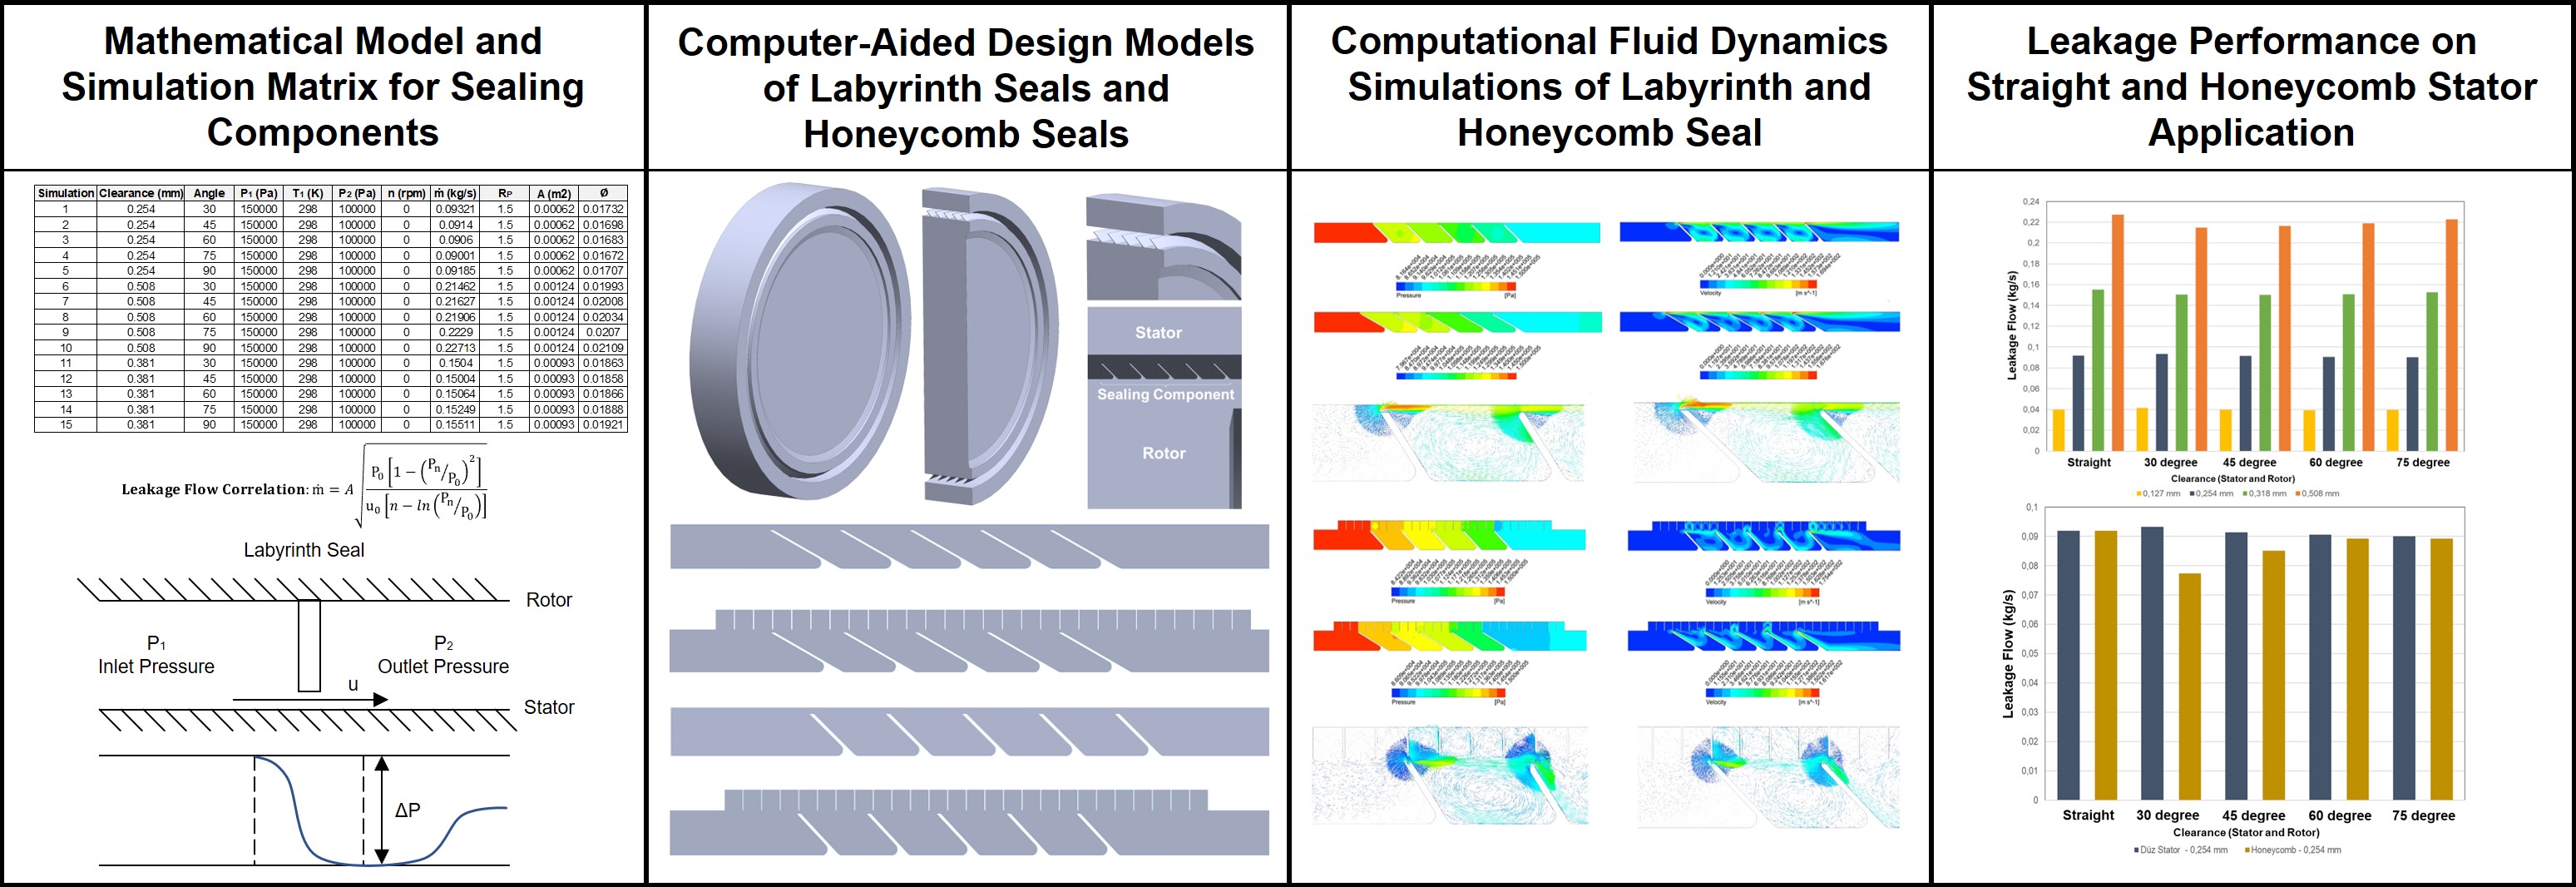 Mathematical Model and
Simulation Matrix for Sealing
Components
Simulation Clearance (mm) Angle P1 (Pa) T1 (K) P2 (Pa) n (rpm) ṁ (kg/s) RP A (m2) Ø
1 0.254 30 150000 298 100000 0 0.09321 1.5 0.00062 0.01732
2 0.254 45 150000 298 100000 0 0.0914 1.5 0.00062 0.01698
3 0.254 60 150000 298 100000 0 0.0906 1.5 0.00062 0.01683
4 0.254 75 150000 298 100000 0 0.09001 1.5 0.00062 0.01672
5 0.254 90 150000 298 100000 0 0.09185 1.5 0.00062 0.01707
6 0.508 30 150000 298 100000 0 0.21462 1.5 0.00124 0.01993
7 0.508 45 150000 298 100000 0 0.21627 1.5 0.00124 0.02008
8 0.508 60 150000 298 100000 0 0.21906 1.5 0.00124 0.02034
9 0.508 75 150000 298 100000 0 0.2229 1.5 0.00124 0.0207
10 0.508 90 150000 298 100000 0 0.22713 1.5 0.00124 0.02109
11 0.381 30 150000 298 100000 0 0.1504 1.5 0.00093 0.01863
12 0.381 45 150000 298 100000 0 0.15004 1.5 0.00093 0.01858
13 0.381 60 150000 298 100000 0 0.15064 1.5 0.00093 0.01866
14 0.381 75 150000 298 100000 0 0.15249 1.5 0.00093 0.01888
15 0.381 90 150000 298 100000 0 0.15511 1.5 0.00093 0.01921
Leakage Flow Correlation: ṁ = A √(P0 [1 − (Pn/P0)²] / u0 [n − ln (Pn/P0)])
Labyrinth Seal
Rotor
P1
Inlet Pressure
P2
Outlet Pressure
u
Stator
ΔP
Computer-Aided Design Models
of Labyrinth Seals and
Honeycomb Seals
Stator
Sealing Component
Rotor
Computational Fluid Dynamics
Simulations of Labyrinth and
Honeycomb Seal
Pressure [Pa]
Velocity [m s^-1]
Pressure [Pa]
Velocity [m s^-1]
Pressure [Pa]
Velocity [m s^-1]
Leakage Performance on
Straight and Honeycomb Stator
Application
Leakage Flow (kg/s)
0,24
0,22
0,2
0,18
0,16
0,14
0,12
0,1
0,08
0,06
0,04
0,02
0
Straight 30 degree 45 degree 60 degree 75 degree
Clearance (Stator and Rotor)
0,127 mm 0,254 mm 0,318 mm 0,508 mm
Leakage Flow (kg/s)
0,1
0,09
0,08
0,07
0,06
0,05
0,04
0,03
0,02
0,01
0
Straight 30 degree 45 degree 60 degree 75 degree
Clearance (Stator and Rotor)
Düz Stator - 0,254 mm Honeycomb - 0,254 mm